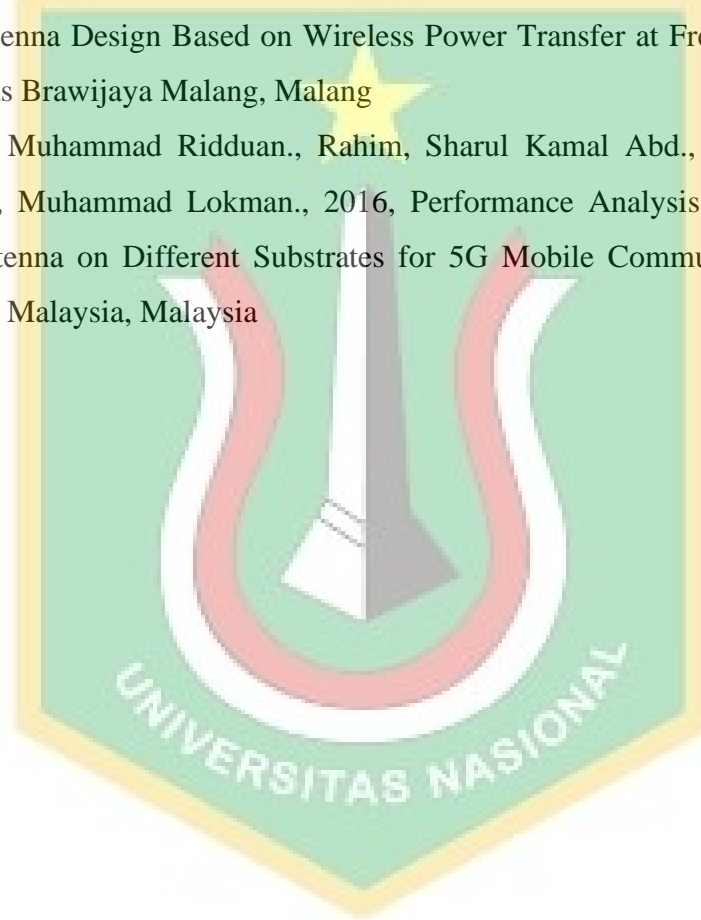 enna Design Based on Wireless Power Transfer at Fre
s Brawijaya Malang, Malang
Muhammad Ridduan., Rahim, Sharul Kamal Abd.,
, Muhammad Lokman., 2016, Performance Analysis
tenna on Different Substrates for 5G Mobile Commu
Malaysia, Malaysia
UNIVERSITAS NASIONAL